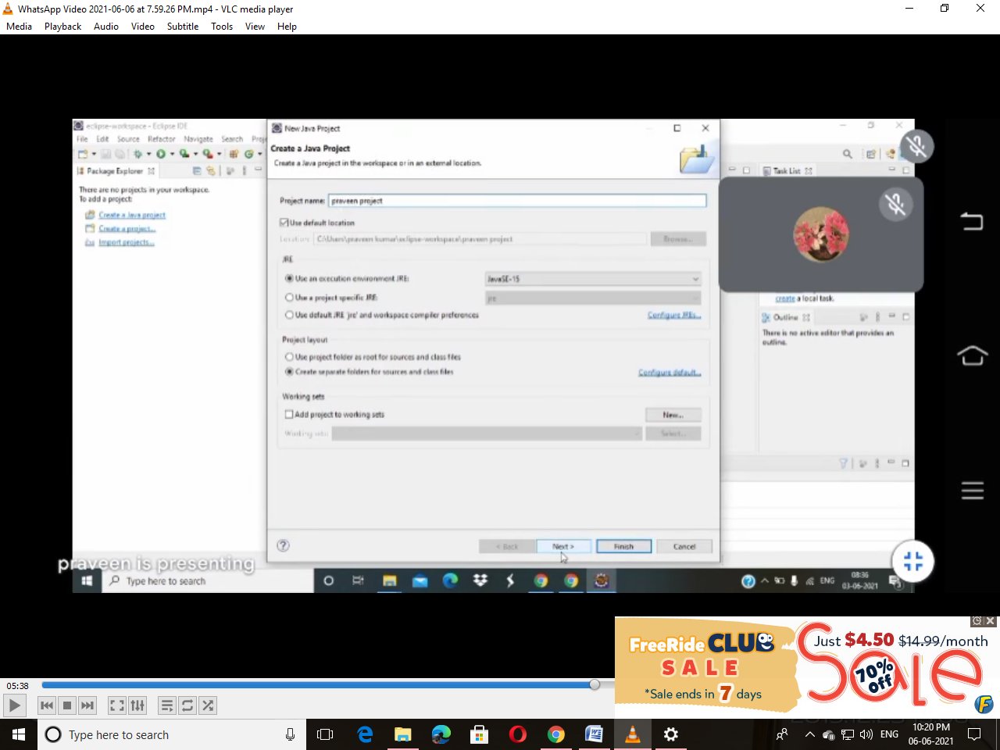 WhatsApp Video 2021-06-06 at 7.59.26 PM.mp4 - VLC media player
Media Playback Audio Video Subtitle Tools View Help
eclipse-workspace - Eclipse IDE
File Edit Source Refactor Navigate Search
Package Explorer
There are no projects in your workspace.
To add a project:
Create a Java project
Create a project...
Import projects...
New Java Project
Create a Java Project
Create a Java project in the workspace or in an external location.
Project name: praveen project
Use default location
Location: C:\Users\praveen kumar\eclipse-workspace\praveen project Browse...
JRE
Use an execution environment JRE: JavaSE-15
Use a project specific JRE: jre
Use default JRE 'jre' and workspace compiler preferences Configure JREs...
Project layout
Use project folder as root for sources and class files
Create separate folders for sources and class files Configure default...
Working sets
Add project to working sets New...
Working sets: Select...
< Back Next > Finish Cancel
Task List
create a local task.
Outline
There is no active editor that provides an
outline.
praveen is presenting
Type here to search
ENG
08:36
03-06-2021
FreeRide CLUB
SALE
*Sale ends in 7 days
Just $4.50 $14.99/month
Sale
70%
off
05:38
Type here to search
ENG
10:20 PM
06-06-2021